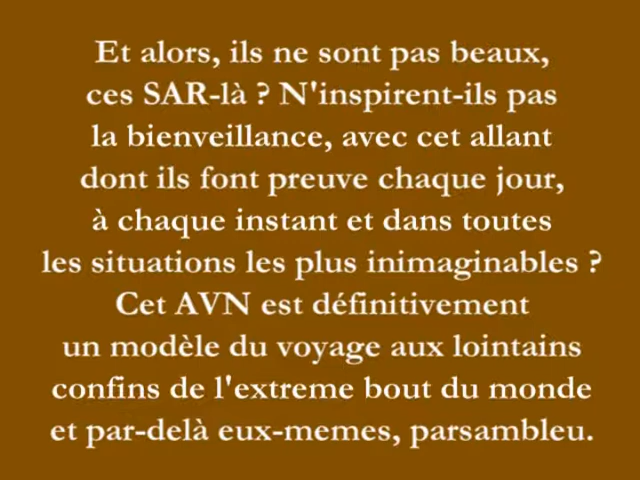 Et alors, ils ne sont pas beaux,
ces SAR-là ? N'inspirent-ils pas
la bienveillance, avec cet allant
dont ils font preuve chaque jour,
à chaque instant et dans toutes
les situations les plus inimaginables ?
Cet AVN est définitivement
un modèle du voyage aux lointains
confins de l'extreme bout du monde
et par-delà eux-memes, parsambleu.